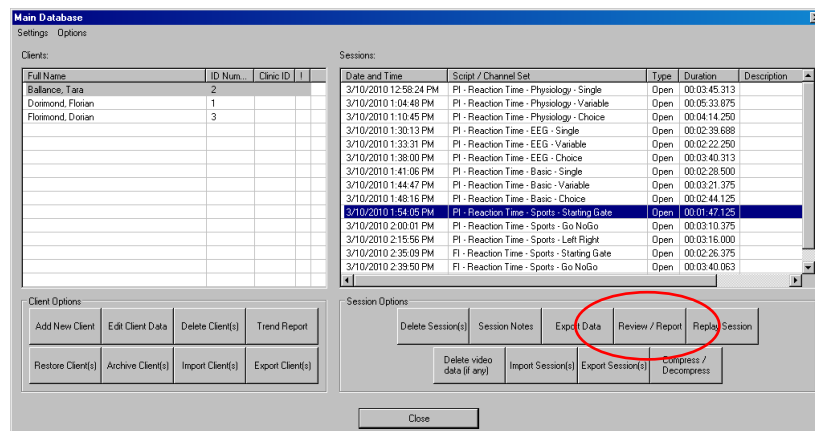 Main Database
Settings Options
Clients:
Full Name ID Num... Clinic ID !
Ballance, Tara 2
Dorimond, Florian 1
Florimond, Dorian 3
Sessions:
Date and Time Script / Channel Set Type Duration Description
3/10/2010 12:58:24 PM PI - Reaction Time - Physiology - Single Open 00:03:45.313
3/10/2010 1:04:48 PM PI - Reaction Time - Physiology - Variable Open 00:05:33.875
3/10/2010 1:10:45 PM PI - Reaction Time - Physiology - Choice Open 00:04:14.250
3/10/2010 1:30:13 PM PI - Reaction Time - EEG - Single Open 00:02:39.688
3/10/2010 1:33:31 PM PI - Reaction Time - EEG - Variable Open 00:02:22.250
3/10/2010 1:38:00 PM PI - Reaction Time - EEG - Choice Open 00:03:40.313
3/10/2010 1:41:06 PM PI - Reaction Time - Basic - Single Open 00:02:28.500
3/10/2010 1:44:47 PM PI - Reaction Time - Basic - Variable Open 00:03:21.375
3/10/2010 1:48:16 PM PI - Reaction Time - Basic - Choice Open 00:02:44.125
3/10/2010 1:54:05 PM PI - Reaction Time - Sports - Starting Gate Open 00:01:47.125
3/10/2010 2:00:01 PM PI - Reaction Time - Sports - Go NoGo Open 00:03:10.375
3/10/2010 2:15:56 PM PI - Reaction Time - Sports - Left Right Open 00:03:16.000
3/10/2010 2:35:09 PM FI - Reaction Time - Sports - Starting Gate Open 00:02:26.375
3/10/2010 2:39:50 PM FI - Reaction Time - Sports - Go NoGo Open 00:03:40.063
Client Options
Add New Client Edit Client Data Delete Client(s) Trend Report
Restore Client(s) Archive Client(s) Import Client(s) Export Client(s)
Session Options
Delete Session(s) Session Notes Export Data Review / Report Replay Session
Delete video
data (if any) Import Session(s) Export Session(s) Compress /
Decompress
Close